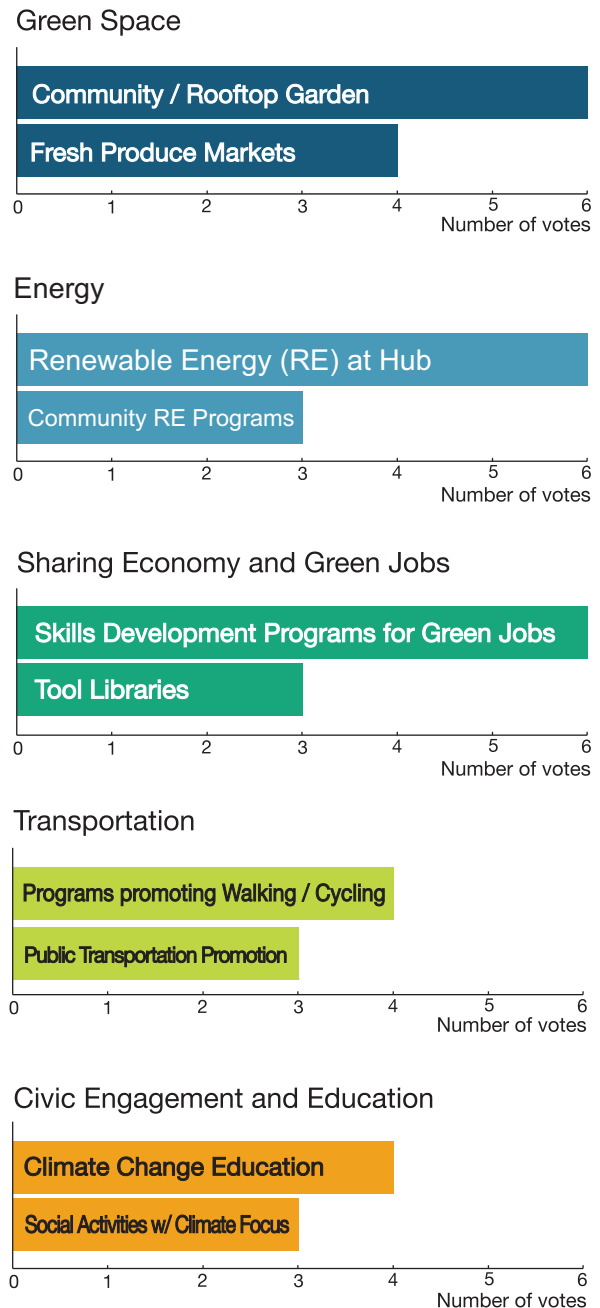 Green Space
Community / Rooftop Garden
Fresh Produce Markets
0 1 2 3 4 5 6
Number of votes
Energy
Renewable Energy (RE) at Hub
Community RE Programs
0 1 2 3 4 5 6
Number of votes
Sharing Economy and Green Jobs
Skills Development Programs for Green Jobs
Tool Libraries
0 1 2 3 4 5 6
Number of votes
Transportation
Programs promoting Walking / Cycling
Public Transportation Promotion
0 1 2 3 4 5 6
Number of votes
Civic Engagement and Education
Climate Change Education
Social Activities w/ Climate Focus
0 1 2 3 4 5 6
Number of votes